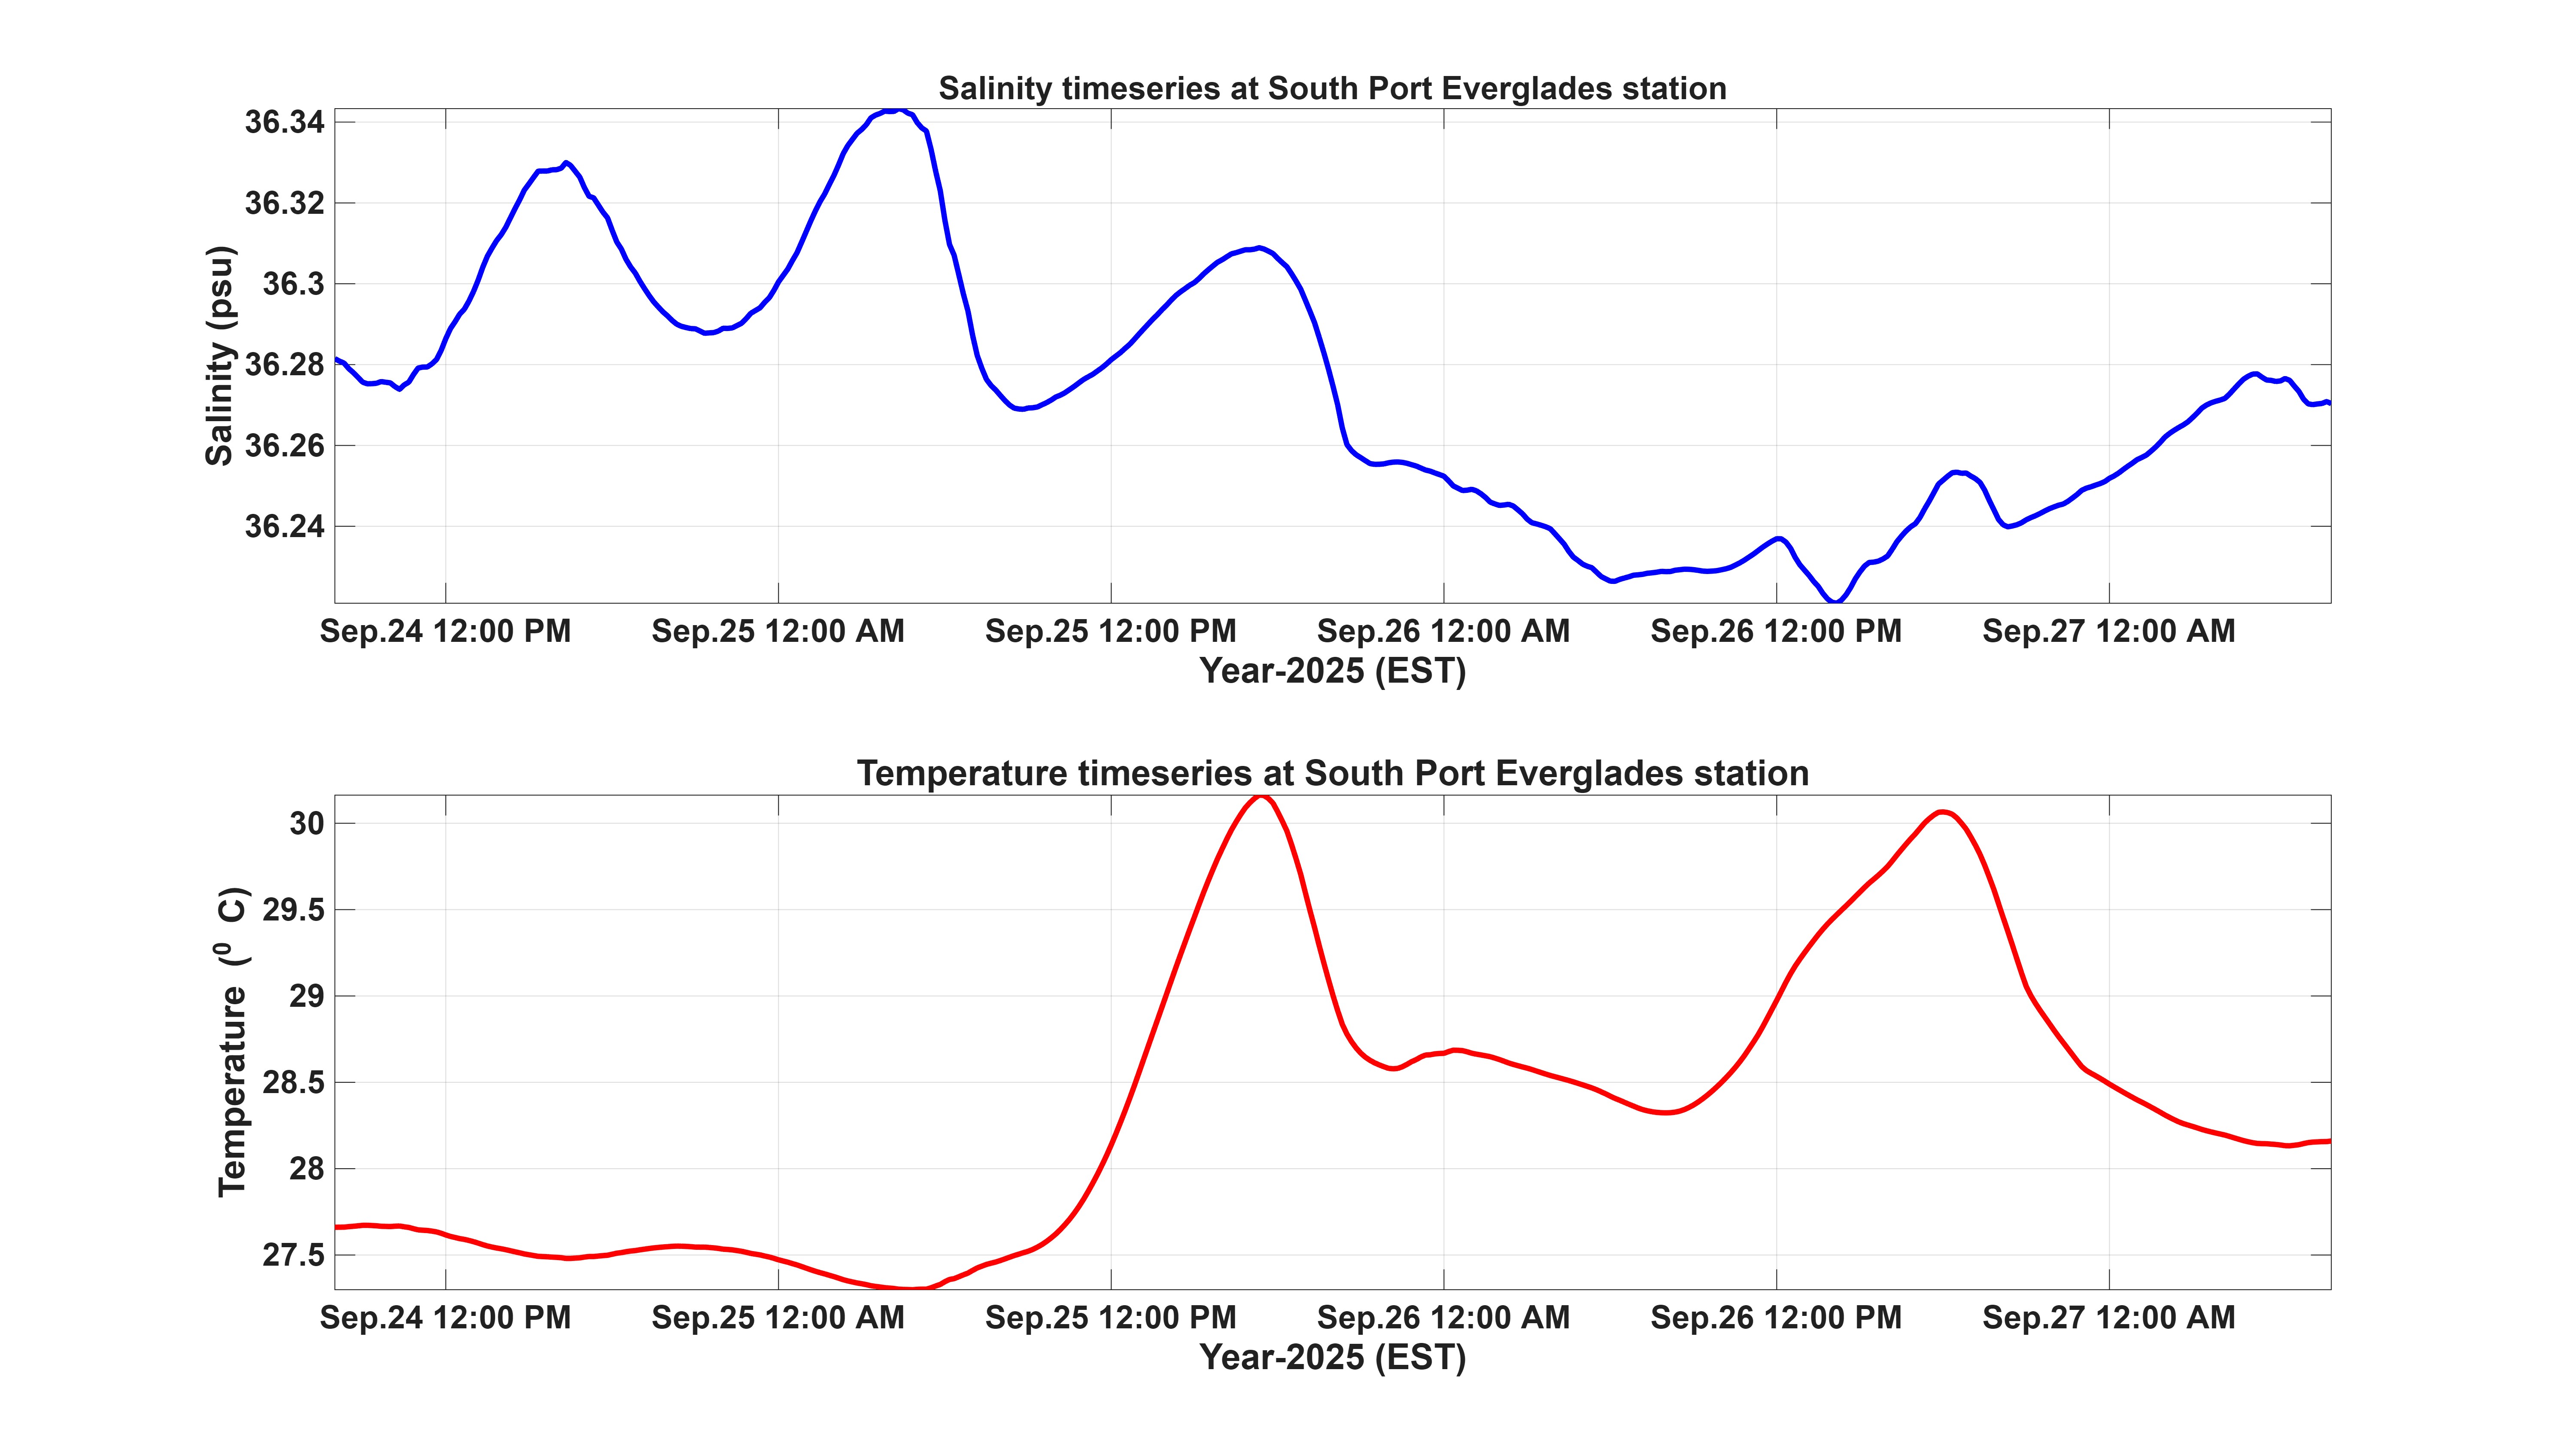 Salinity timeseries at South Port Everglades station
Salinity (psu)
36.34
36.32
36.3
36.28
36.26
36.24
Sep.24 12:00 PM Sep.25 12:00 AM Sep.25 12:00 PM Sep.26 12:00 AM Sep.26 12:00 PM Sep.27 12:00 AM
Year-2025 (EST)
Temperature timeseries at South Port Everglades station
Temperature (⁰ C)
30
29.5
29
28.5
28
27.5
Sep.24 12:00 PM Sep.25 12:00 AM Sep.25 12:00 PM Sep.26 12:00 AM Sep.26 12:00 PM Sep.27 12:00 AM
Year-2025 (EST)